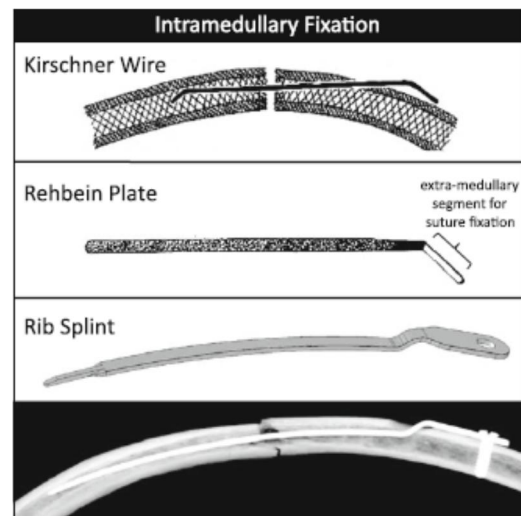 Intramedullary Fixation
Kirschner Wire
Rehbein Plate
extra-medullary
segment for
suture fixation
Rib Splint